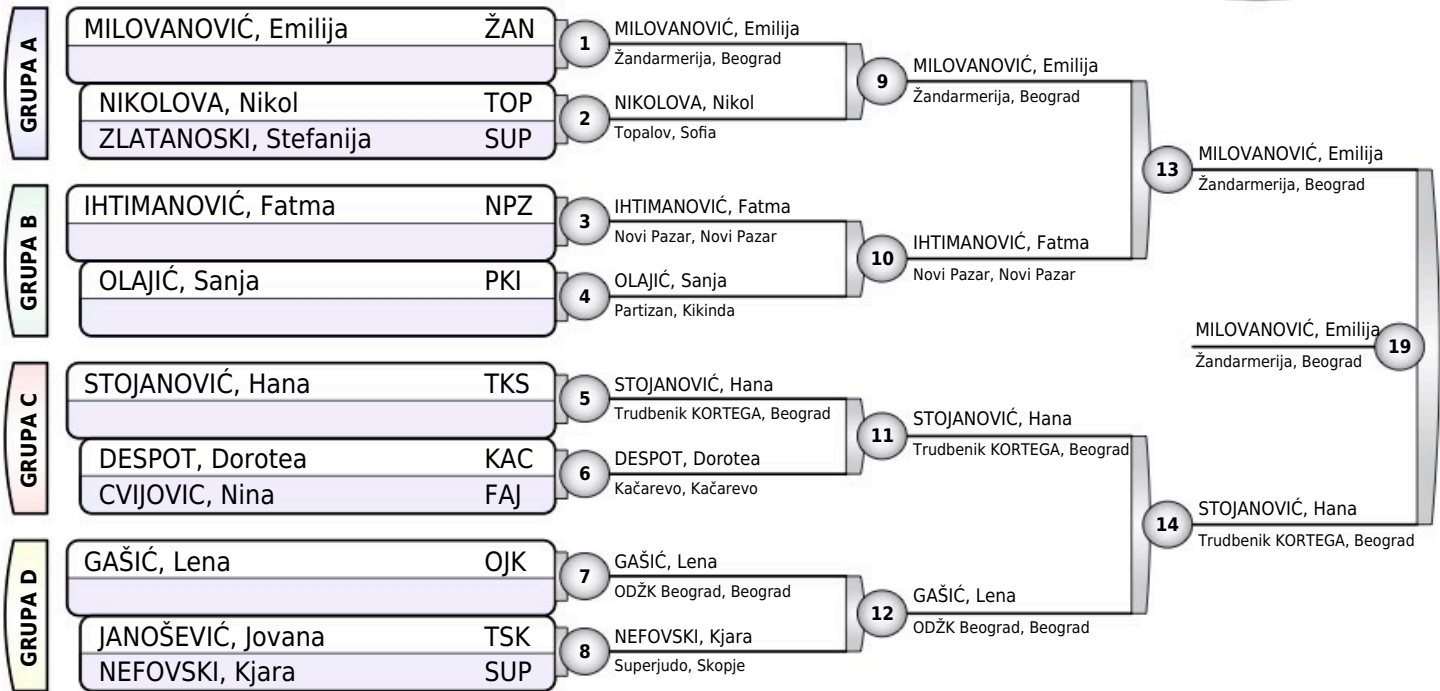 GRUPA A
MILOVANOVIĆ, Emilija ŽAN
NIKOLOVA, Nikol TOP
ZLATANOSKI, Stefanija SUP
GRUPA B
IHTIMANOVIĆ, Fatma NPZ
OLAJIĆ, Sanja PKI
GRUPA C
STOJANOVIĆ, Hana TKS
DESPOT, Dorotea KAC
CVIJOVIC, Nina FAJ
GRUPA D
GAŠIĆ, Lena OJK
JANOŠEVIĆ, Jovana TSK
NEFOVSKI, Kjara SUP
1
MILOVANOVIĆ, Emilija
Žandarmerija, Beograd
2
NIKOLOVA, Nikol
Topalov, Sofia
3
IHTIMANOVIĆ, Fatma
Novi Pazar, Novi Pazar
4
OLAJIĆ, Sanja
Partizan, Kikinda
5
STOJANOVIĆ, Hana
Trudbenik KORTEGA, Beograd
6
DESPOT, Dorotea
Kačarevo, Kačarevo
7
GAŠIĆ, Lena
ODŽK Beograd, Beograd
8
NEFOVSKI, Kjara
Superjudo, Skopje
9
MILOVANOVIĆ, Emilija
Žandarmerija, Beograd
10
IHTIMANOVIĆ, Fatma
Novi Pazar, Novi Pazar
11
STOJANOVIĆ, Hana
Trudbenik KORTEGA, Beograd
12
GAŠIĆ, Lena
ODŽK Beograd, Beograd
13
MILOVANOVIĆ, Emilija
Žandarmerija, Beograd
14
STOJANOVIĆ, Hana
Trudbenik KORTEGA, Beograd
MILOVANOVIĆ, Emilija
Žandarmerija, Beograd
19